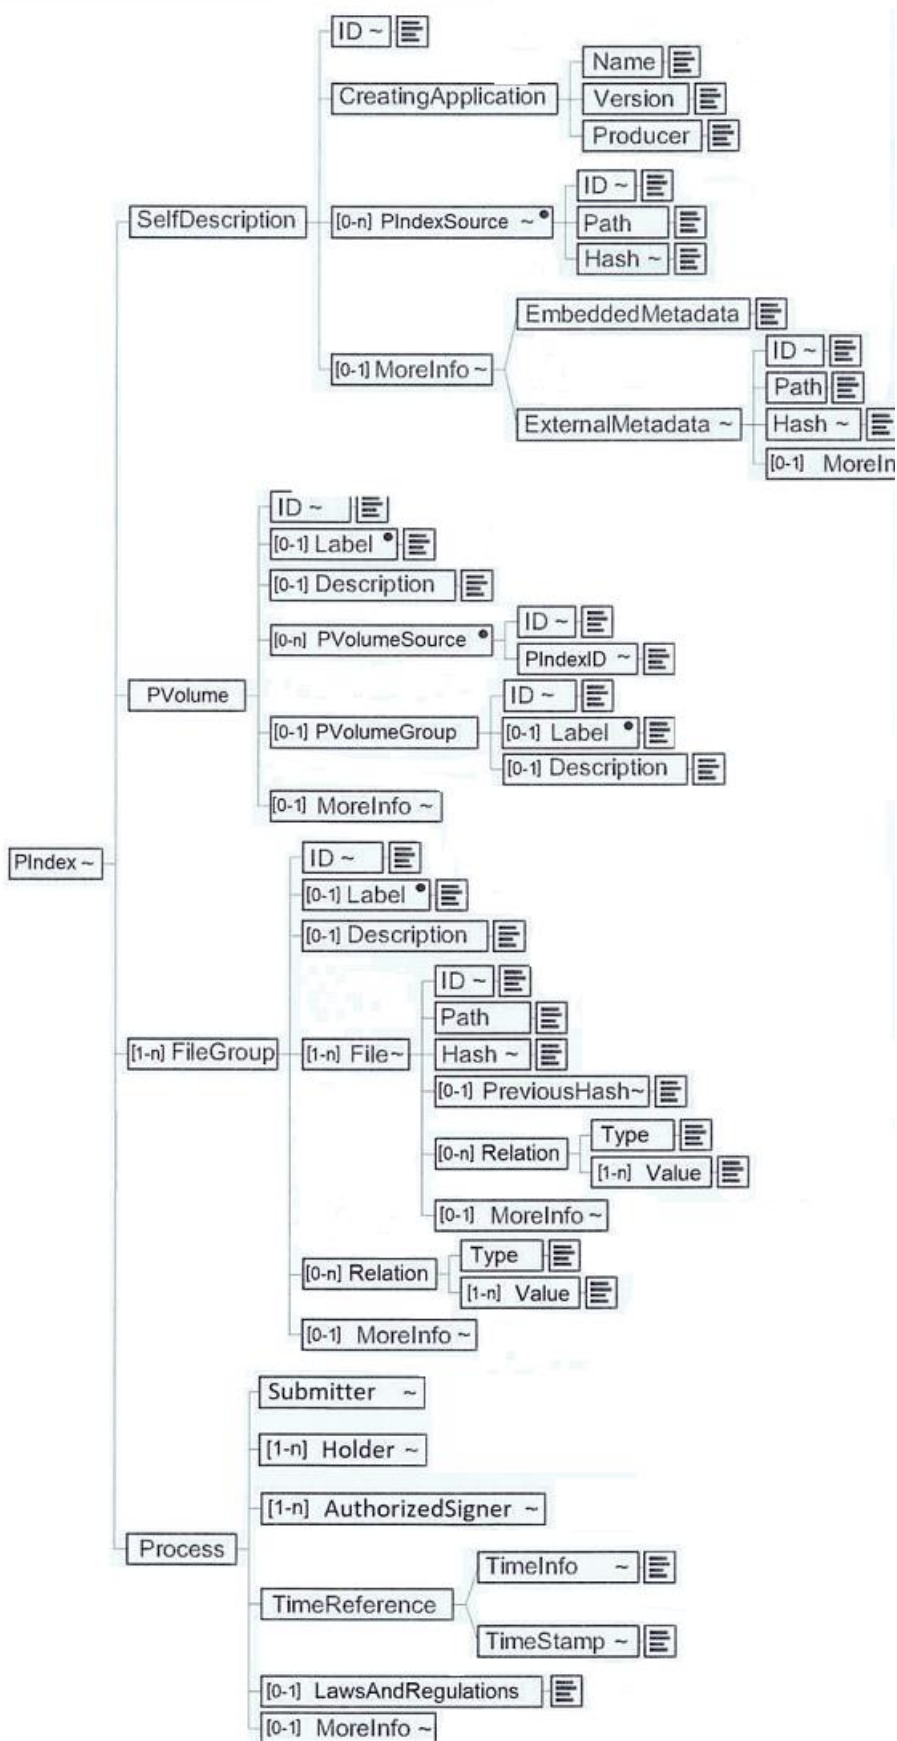 ID ~
CreatingApplication
Name
Version
Producer
SelfDescription
[0-n] PIndexSource ~
ID ~
Path
Hash ~
[0-1] MoreInfo ~
EmbeddedMetadata
ExternalMetadata ~
ID ~
Path
Hash ~
[0-1] MoreIn
PVolume
ID ~
[0-1] Label
[0-1] Description
[0-n] PVolumeSource
ID ~
PIndexID ~
[0-1] PVolumeGroup
ID ~
[0-1] Label
[0-1] Description
[0-1] MoreInfo ~
PIndex ~
[1-n] FileGroup
ID ~
[0-1] Label
[0-1] Description
[1-n] File~
ID ~
Path
Hash ~
[0-1] PreviousHash~
[0-n] Relation
Type
[1-n] Value
[0-1] MoreInfo ~
[0-n] Relation
Type
[1-n] Value
[0-1] MoreInfo ~
Process
Submitter ~
[1-n] Holder ~
[1-n] AuthorizedSigner ~
TimeReference
TimeInfo ~
TimeStamp ~
[0-1] LawsAndRegulations
[0-1] MoreInfo ~